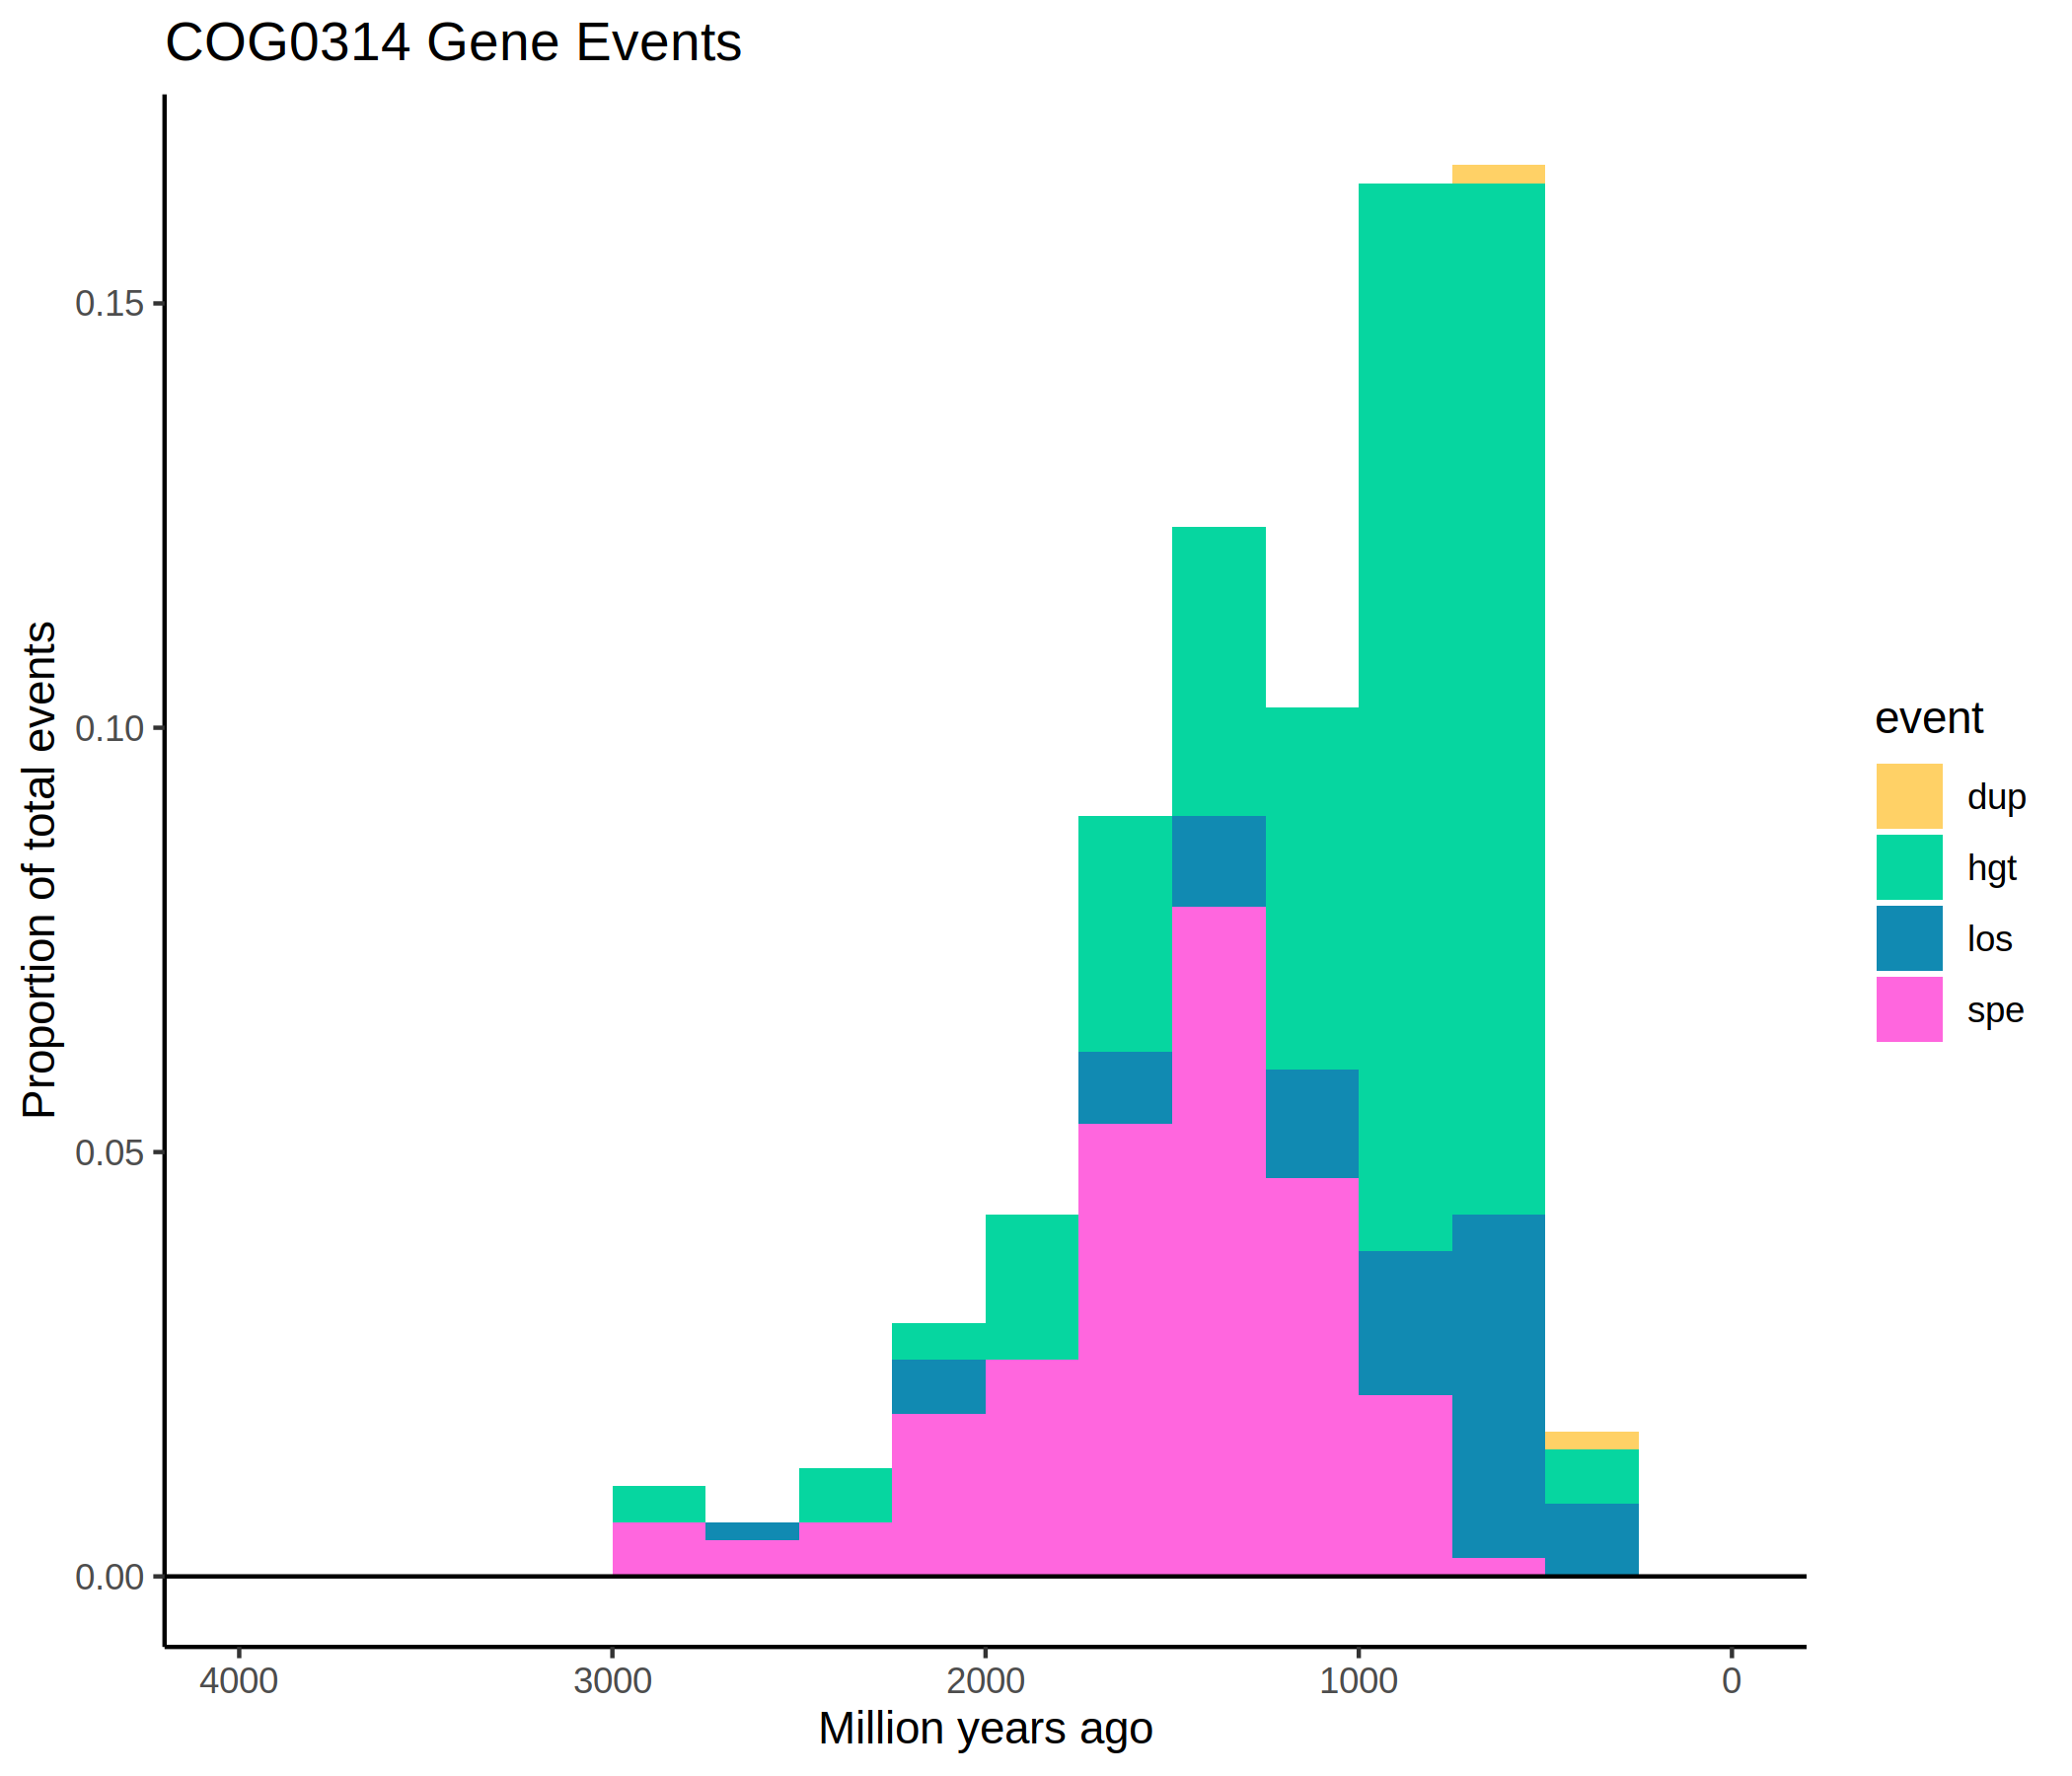 COG0314 Gene Events
Proportion of total events
0.15
0.10
0.05
0.00
4000 3000 2000 1000 0
Million years ago
event
dup
hgt
los
spe